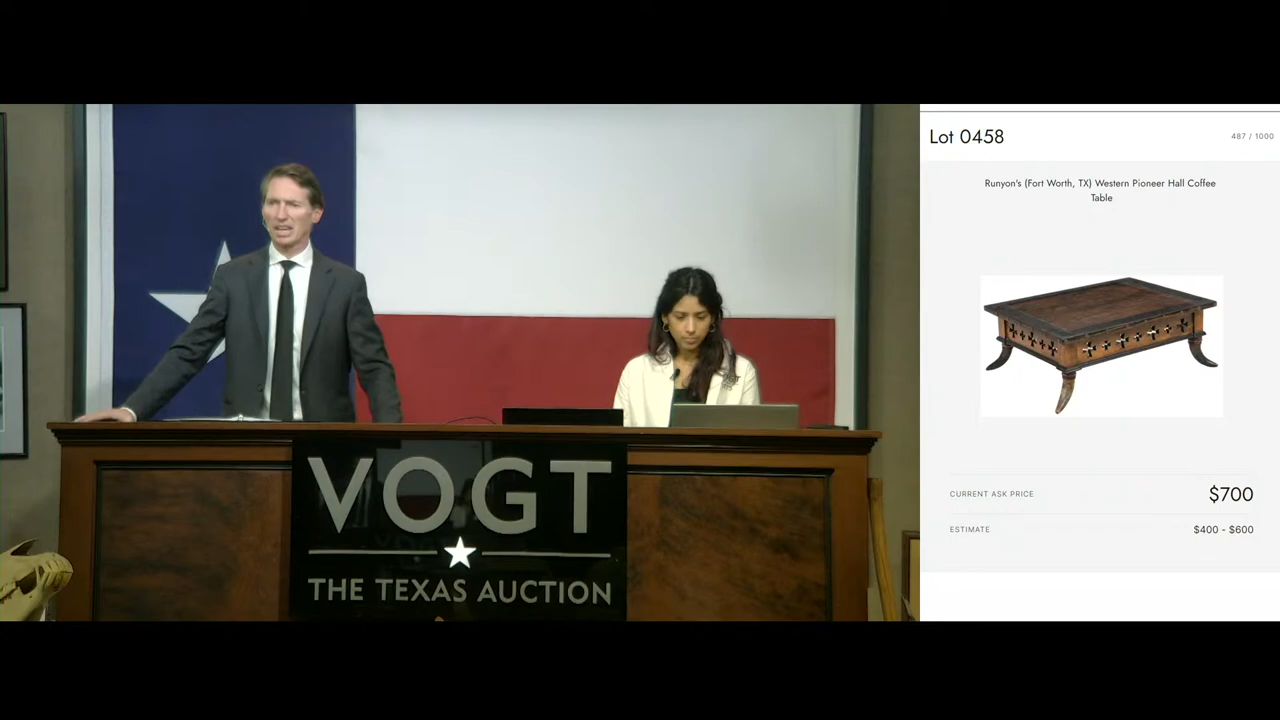 Lot 0458
487 / 1000
Runyon's (Fort Worth, TX) Western Pioneer Hall Coffee
Table
CURRENT ASK PRICE
$700
ESTIMATE
$400 - $600
VOGT
THE TEXAS AUCTION